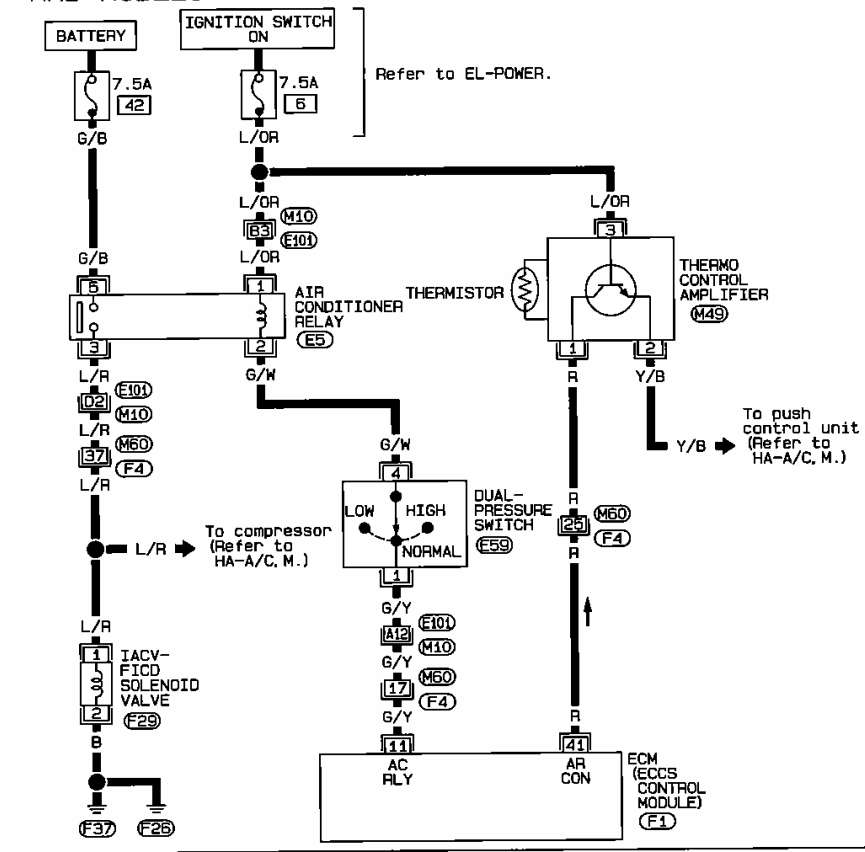 BATTERY
IGNITION SWITCH
ON
7.5A
42
7.5A
6
Refer to EL-POWER.
G/B
L/OR
L/OR
L/OR
M10
B3
E101
3
G/B
L/OR
THERMO
CONTROL
AMPLIFIER
M49
THERMISTOR
5
1
AIR
CONDITIONER
RELAY
E5
3
2
1
2
L/R
G/W
R
Y/B
E101
D2
M10
L/R
M60
37
F4
L/R
G/W
Y/B
To push
control unit
(Refer to
HA-A/C, M.)
4
LOW
HIGH
NORMAL
DUAL-
PRESSURE
SWITCH
E59
R
M60
25
F4
R
L/R
To compressor
(Refer to
HA-A/C, M.)
1
G/Y
E101
A12
M10
G/Y
M60
17
F4
G/Y
L/R
1
IACV-
FICD
SOLENOID
VALVE
F29
2
B
R
11
41
AC
RLY
AR
CON
ECM
(ECCS
CONTROL
MODULE)
F1
F37
F26